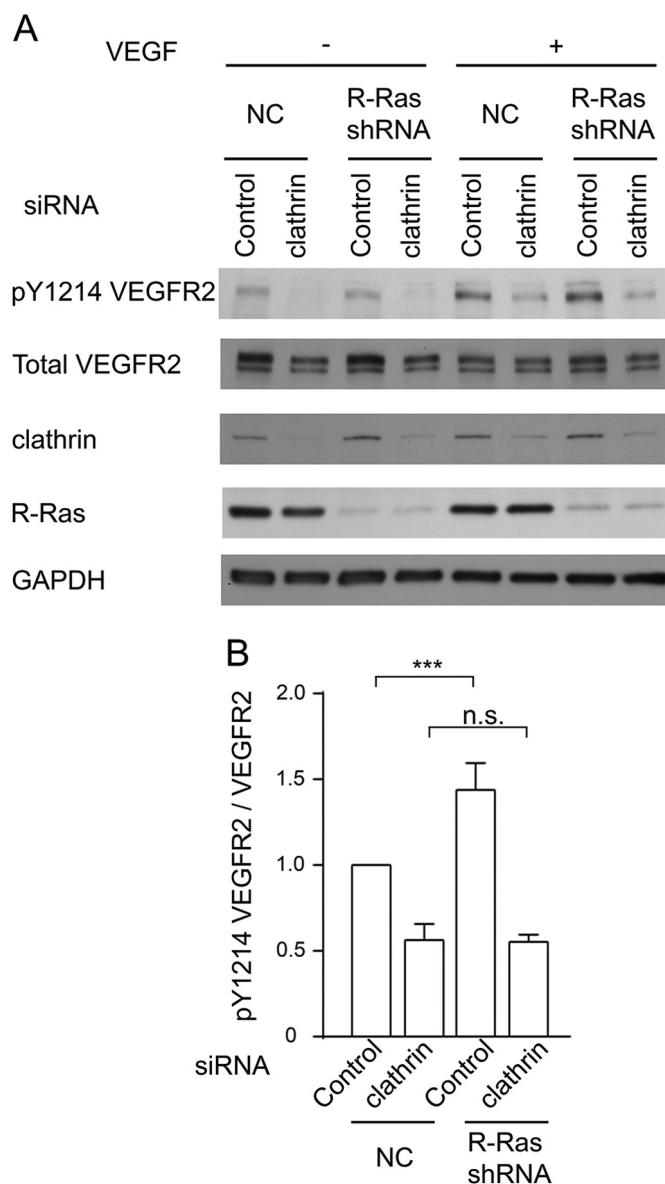 A
VEGF - +
NC R-Ras shRNA NC R-Ras shRNA
siRNA Control clathrin Control clathrin Control clathrin Control clathrin
pY1214 VEGFR2
Total VEGFR2
clathrin
R-Ras
GAPDH
B
***
n.s.
2.0
1.5
1.0
0.5
0
pY1214 VEGFR2 / VEGFR2
siRNA Control clathrin Control clathrin
NC R-Ras
shRNA